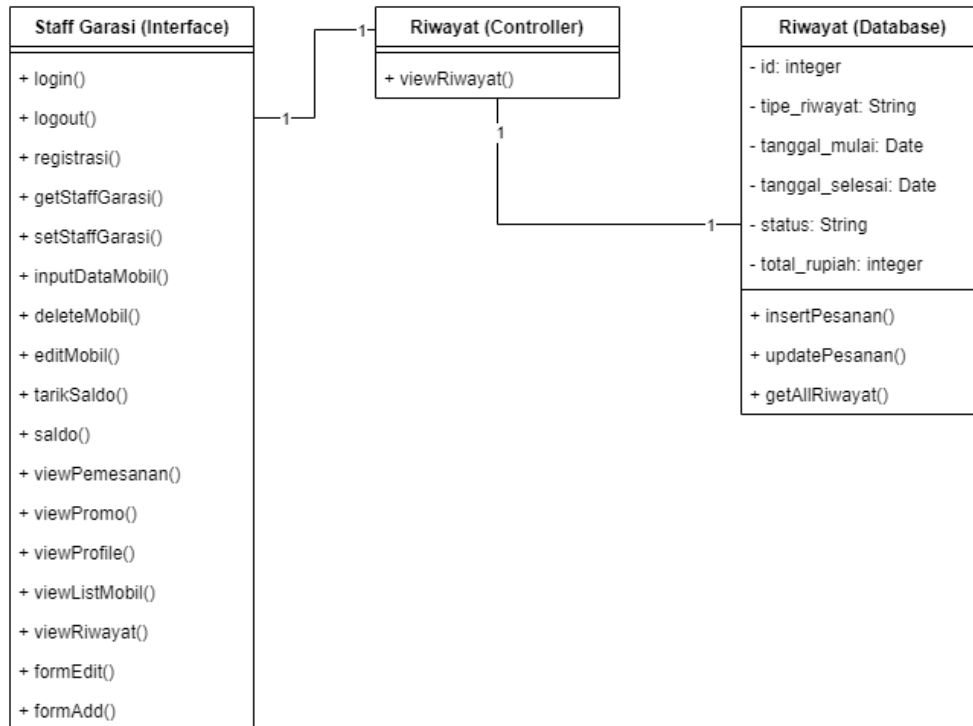 Staff Garasi (Interface)
+ login()
+ logout()
+ registrasi()
+ getStaffGarasi()
+ setStaffGarasi()
+ inputDataMobil()
+ deleteMobil()
+ editMobil()
+ tarikSaldo()
+ saldo()
+ viewPemesanan()
+ viewPromo()
+ viewProfile()
+ viewListMobil()
+ viewRiwayat()
+ formEdit()
+ formAdd()
1
1
Riwayat (Controller)
+ viewRiwayat()
1
1
Riwayat (Database)
- id: integer
- tipe_riwayat: String
- tanggal_mulai: Date
- tanggal_selesai: Date
- status: String
- total_rupiah: integer
+ insertPesanan()
+ updatePesanan()
+ getAllRiwayat()